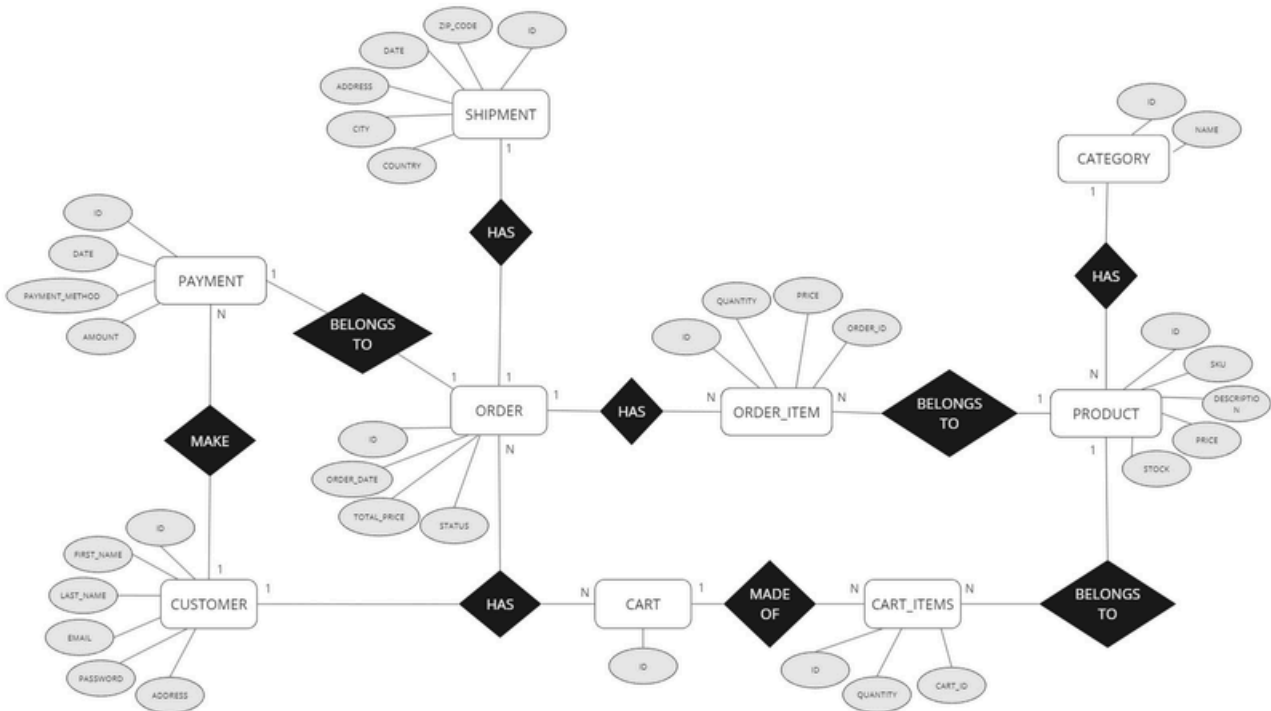 ZIP_CODE
ID
DATE
ADDRESS
CITY
COUNTRY
SHIPMENT
1
HAS
1
ID
NAME
CATEGORY
1
HAS
N
ID
DATE
PAYMENT_METHOD
AMOUNT
PAYMENT
1
N
BELONGS
TO
1
MAKE
1
ORDER
1
N
ID
ORDER_DATE
TOTAL_PRICE
STATUS
HAS
N
ID
QUANTITY
PRICE
ORDER_ID
ORDER_ITEM
N
BELONGS
TO
1
PRODUCT
1
ID
SKU
DESCRIPTIO
N
PRICE
STOCK
ID
FIRST_NAME
LAST_NAME
EMAIL
PASSWORD
ADDRESS
CUSTOMER
1
HAS
N
CART
1
ID
MADE
OF
N
CART_ITEMS
N
ID
QUANTITY
CART_ID
BELONGS
TO